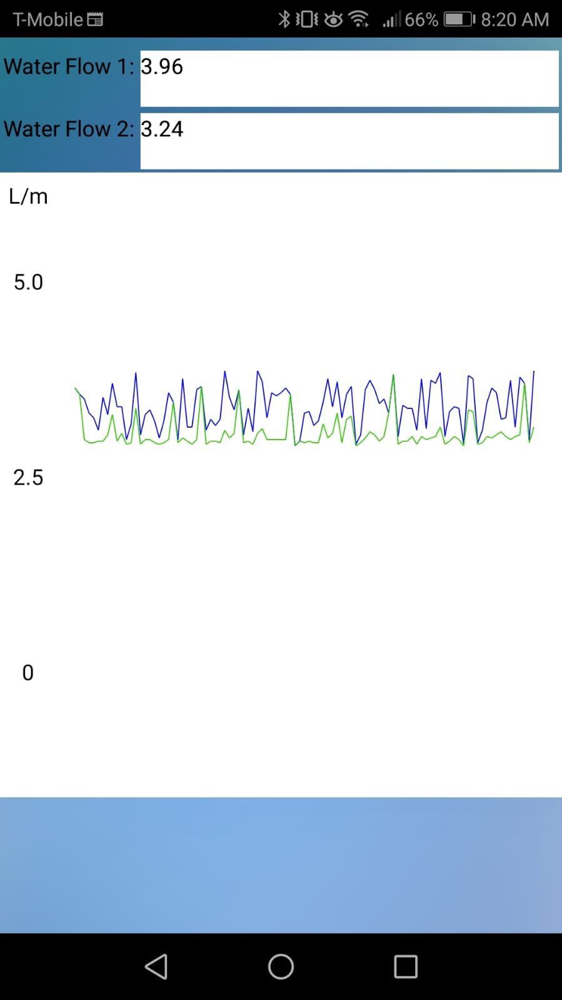 T-Mobile 66% 8:20 AM
Water Flow 1: 3.96
Water Flow 2: 3.24
L/m
5.0
2.5
0